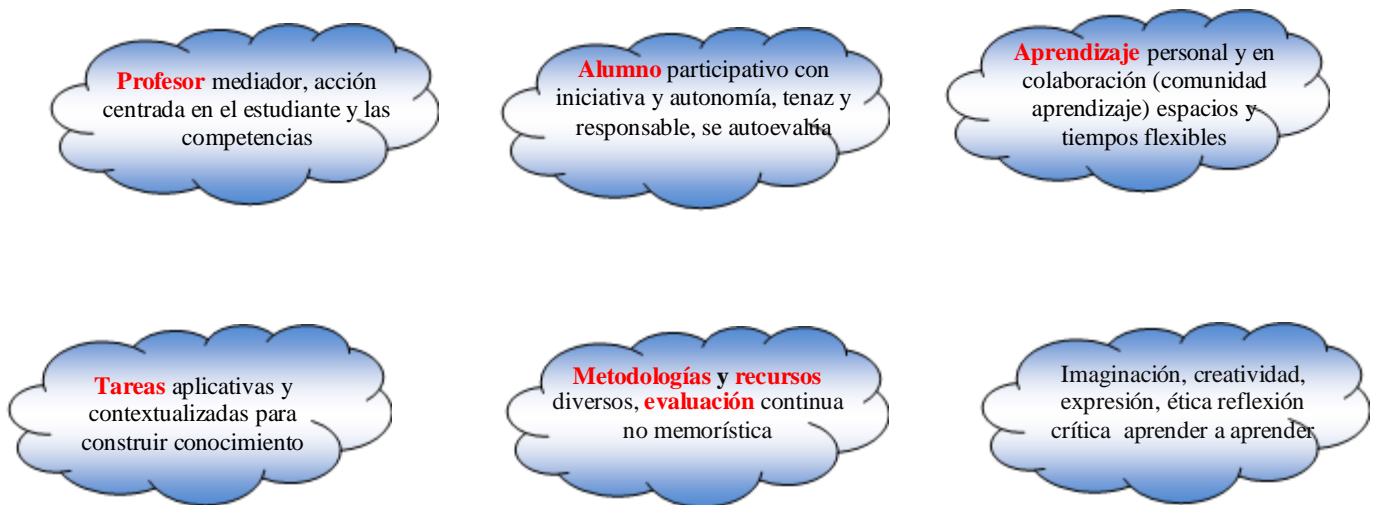 Profesor mediador, acción
centrada en el estudiante y las
competencias
Alumno participativo con
iniciativa y autonomía, tenaz y
responsable, se autoevalúa
Aprendizaje personal y en
colaboración (comunidad
aprendizaje) espacios y
tiempos flexibles
Tareas aplicativas y
contextualizadas para
construir conocimiento
Metodologías y recursos
diversos, evaluación continua
no memorística
Imaginación, creatividad,
expresión, ética reflexión
crítica aprender a aprender